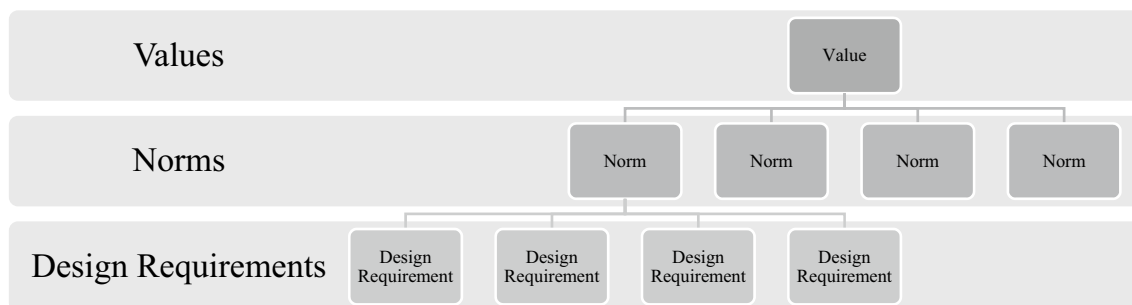 Values
Value
Norms
Norm
Norm
Norm
Norm
Design Requirements
Design
Requirement
Design
Requirement
Design
Requirement
Design
Requirement